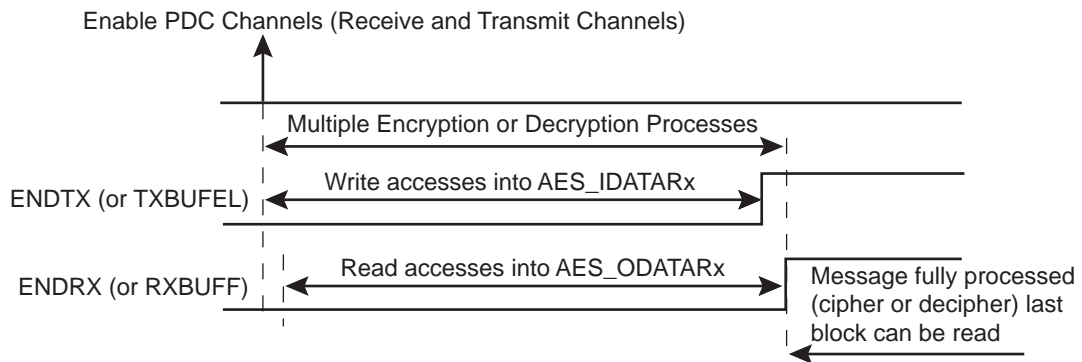 Enable PDC Channels (Receive and Transmit Channels)
Multiple Encryption or Decryption Processes
Write accesses into AES_IDATARx
ENDTX (or TXBUFEL)
Read accesses into AES_ODATARx
ENDRX (or RXBUFF)
Message fully processed
(cipher or decipher) last
block can be read